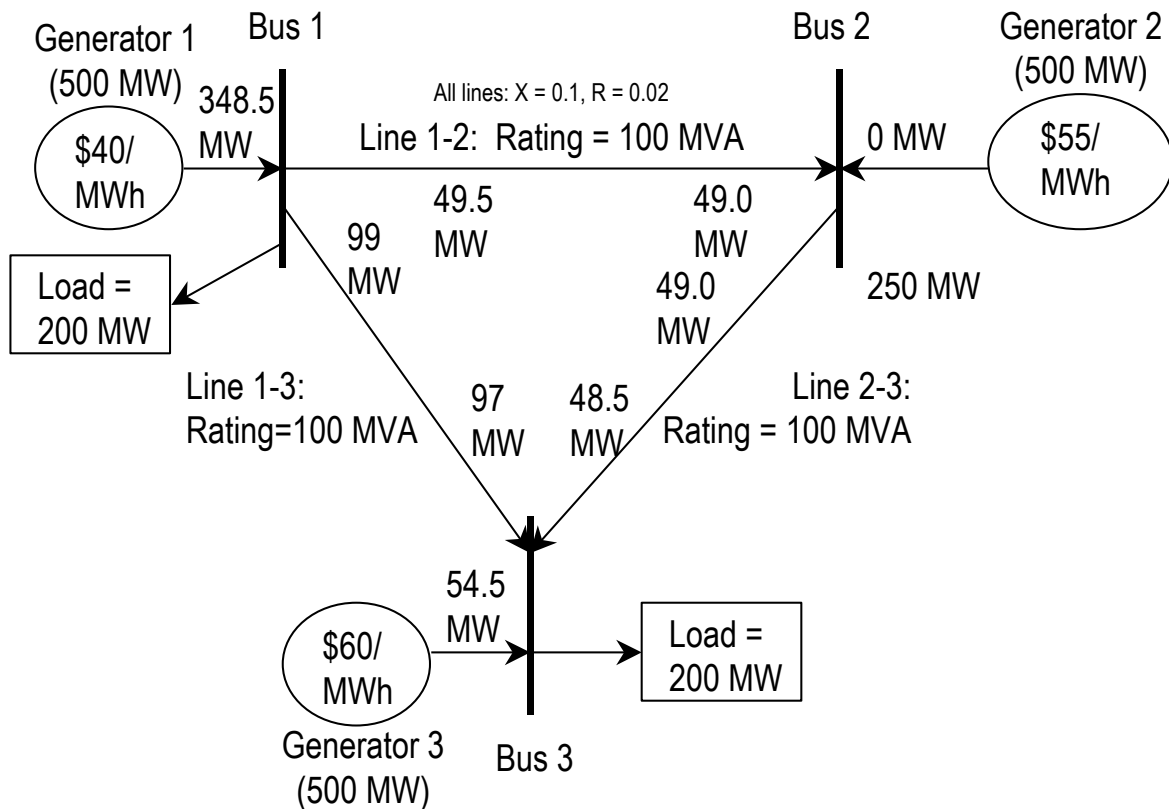 Bus 1
Bus 2
Generator 1
(500 MW)
Generator 2
(500 MW)
348.5
MW
All lines: X = 0.1, R = 0.02
Line 1-2:  Rating = 100 MVA
0 MW
$40/
MWh
$55/
MWh
49.5
MW
49.0
MW
99
MW
49.0
MW
250 MW
Load =
200 MW
Line 1-3:
Rating=100 MVA
97
MW
48.5
MW
Line 2-3:
Rating = 100 MVA
54.5
MW
$60/
MWh
Load =
200 MW
Generator 3
(500 MW)
Bus 3